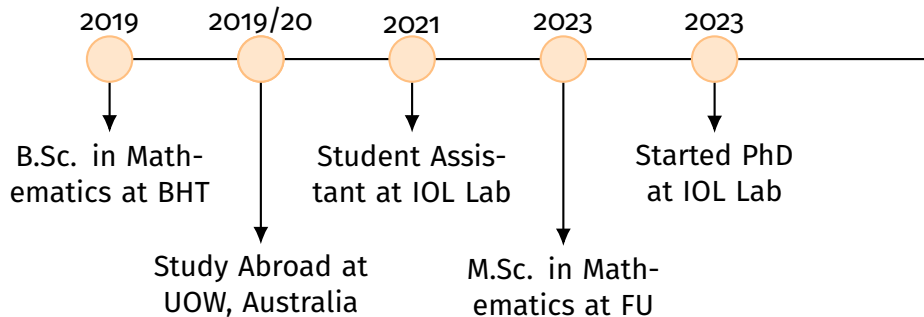 2019
2019/20
2021
2023
2023
B.Sc. in Math-
ematics at BHT
Study Abroad at
UOW, Australia
Student Assis-
tant at IOL Lab
M.Sc. in Math-
ematics at FU
Started PhD
at IOL Lab